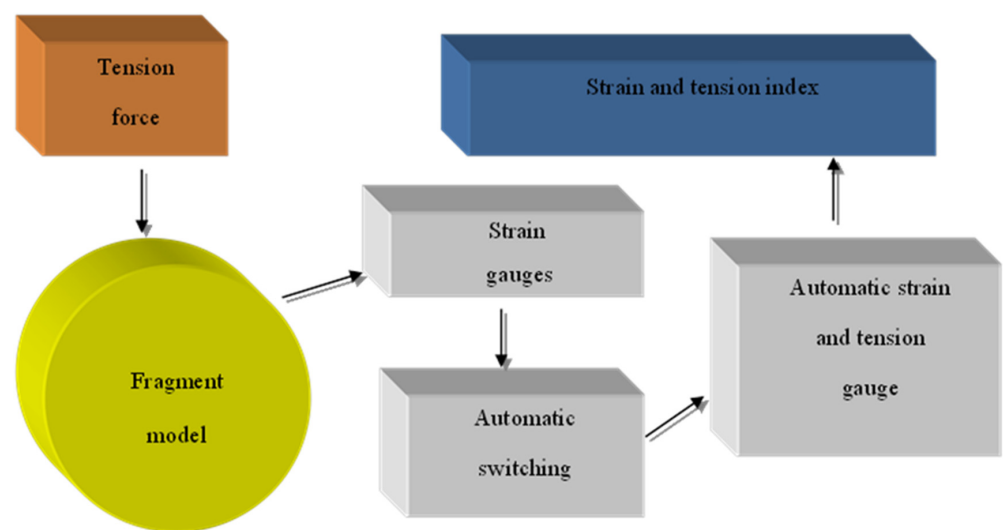 Tension
force
Fragment
model
Strain
gauges
Automatic
switching
Automatic strain
and tension
gauge
Strain and tension index